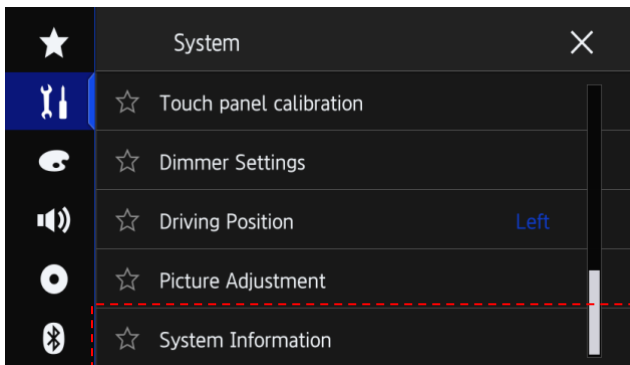 System
Touch panel calibration
Dimmer Settings
Driving Position Left
Picture Adjustment
System Information